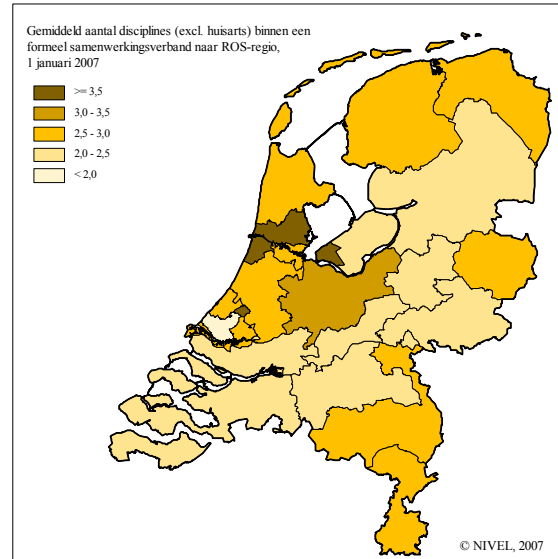 Gemiddeld aantal disciplines (excl. huisarts) binnen een
formeel samenwerkingsverband naar ROS-regio,
1 januari 2007
>= 3,5
3,0 - 3,5
2,5 - 3,0
2,0 - 2,5
< 2,0
© NIVEL, 2007